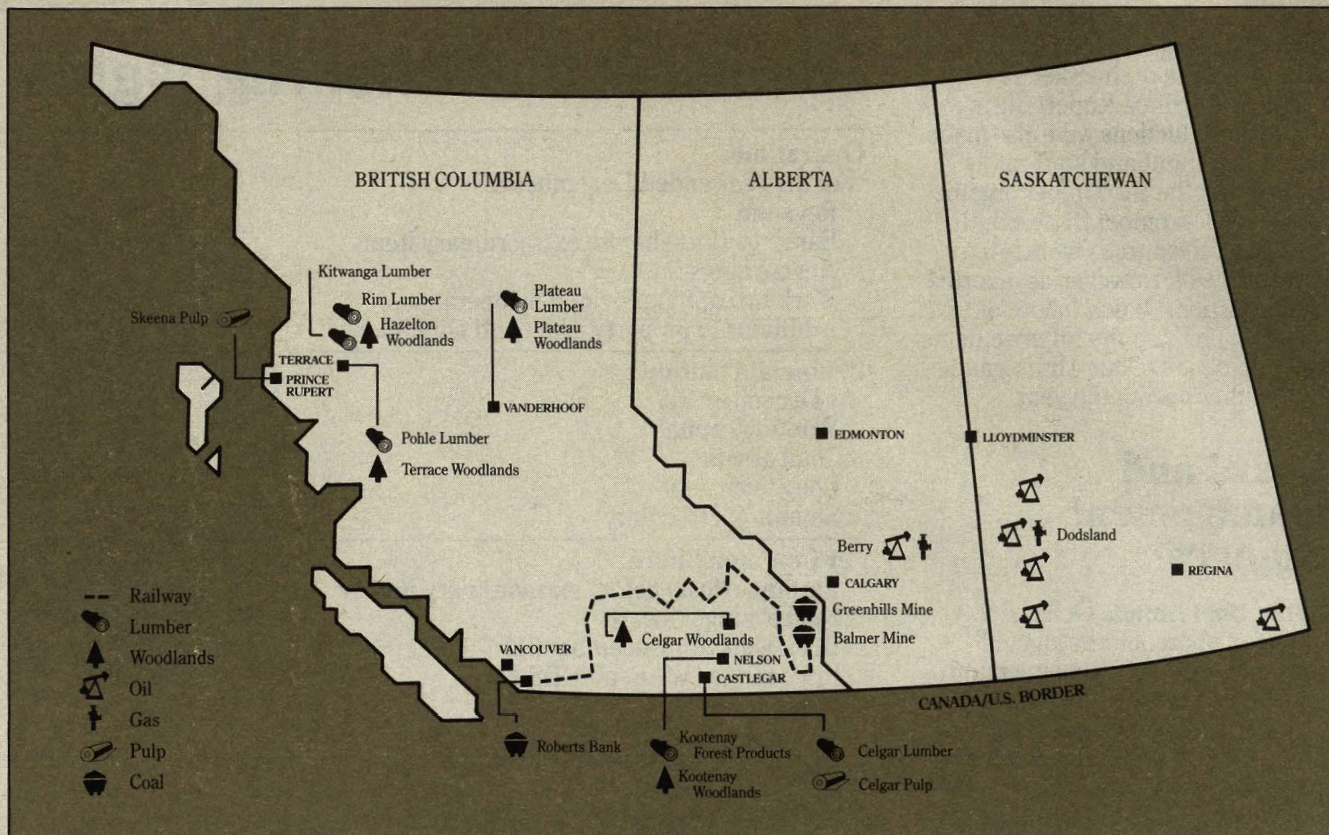 BRITISH COLUMBIA
ALBERTA
SASKATCHEWAN
Kitwanga Lumber
Rim Lumber
Hazelton
Woodlands
Plateau
Lumber
Plateau
Woodlands
Skeena Pulp
TERRACE
PRINCE
RUPERT
VANDERHOOF
Pohle Lumber
Terrace Woodlands
EDMONTON
LLOYDMINSTER
Berry
Dodsland
CALGARY
REGINA
Greenhills Mine
Balmer Mine
Celgar Woodlands
VANCOUVER
NELSON
CASTLEGAR
CANADA/U.S. BORDER
Roberts Bank
Kootenay
Forest Products
Kootenay
Woodlands
Celgar Lumber
Celgar Pulp
Railway
Lumber
Woodlands
Oil
Gas
Pulp
Coal